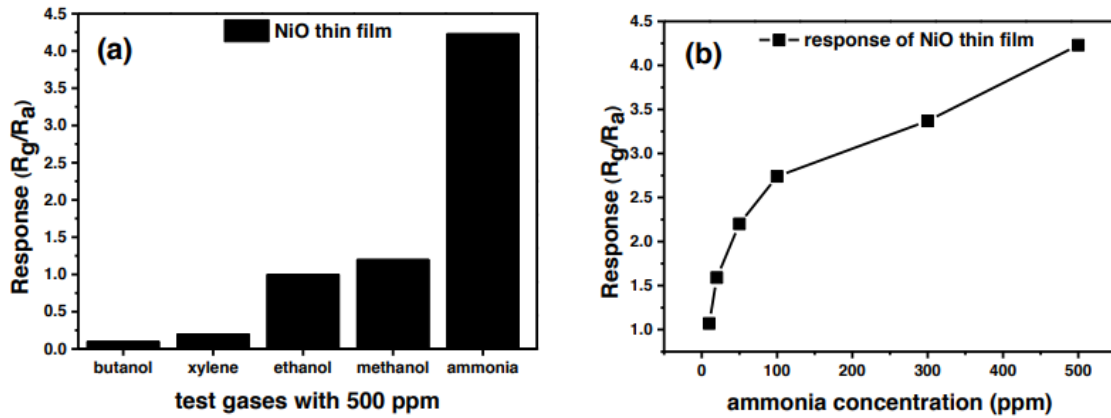 (a)
NiO thin film
Response (Rg/Ra)
4.5
4.0
3.5
3.0
2.5
2.0
1.5
1.0
0.5
0.0
butanol xylene ethanol methanol ammonia
test gases with 500 ppm
(b)
response of NiO thin film
Response (Rg/Ra)
4.5
4.0
3.5
3.0
2.5
2.0
1.5
1.0
0 100 200 300 400 500
ammonia concentration (ppm)